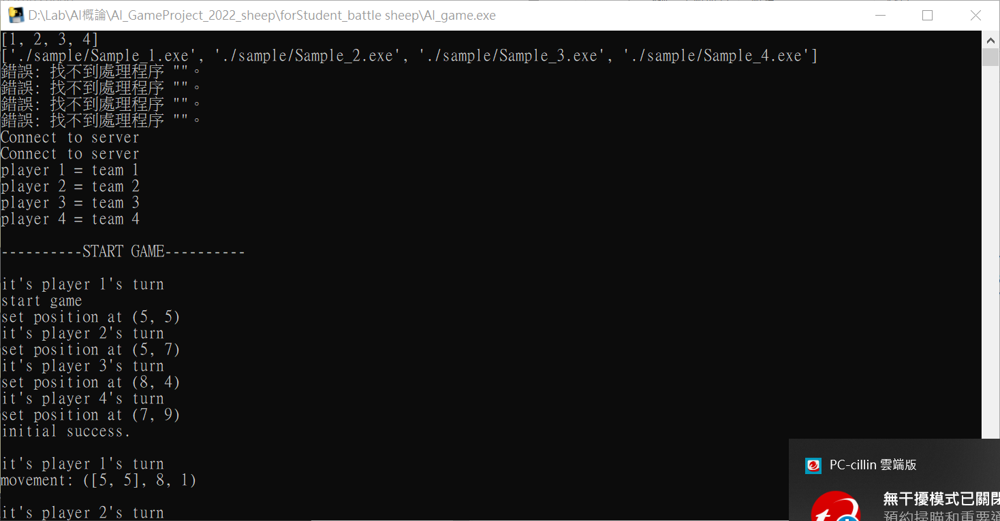 D:\Lab\AI概論\AI_GameProject_2022_sheep\forStudent_battle sheep\AI_game.exe
[1, 2, 3, 4]
['./sample/Sample_1.exe', './sample/Sample_2.exe', './sample/Sample_3.exe', './sample/Sample_4.exe']
錯誤: 找不到處理程序 ""。
錯誤: 找不到處理程序 ""。
錯誤: 找不到處理程序 ""。
錯誤: 找不到處理程序 ""。
Connect to server
Connect to server
player 1 = team 1
player 2 = team 2
player 3 = team 3
player 4 = team 4
----------START GAME----------
it's player 1's turn
start game
set position at (5, 5)
it's player 2's turn
set position at (5, 7)
it's player 3's turn
set position at (8, 4)
it's player 4's turn
set position at (7, 9)
initial success.
it's player 1's turn
movement: ([5, 5], 8, 1)
it's player 2's turn
PC-cillin 雲端版
無干擾模式已關閉
預約掃瞄和重要通